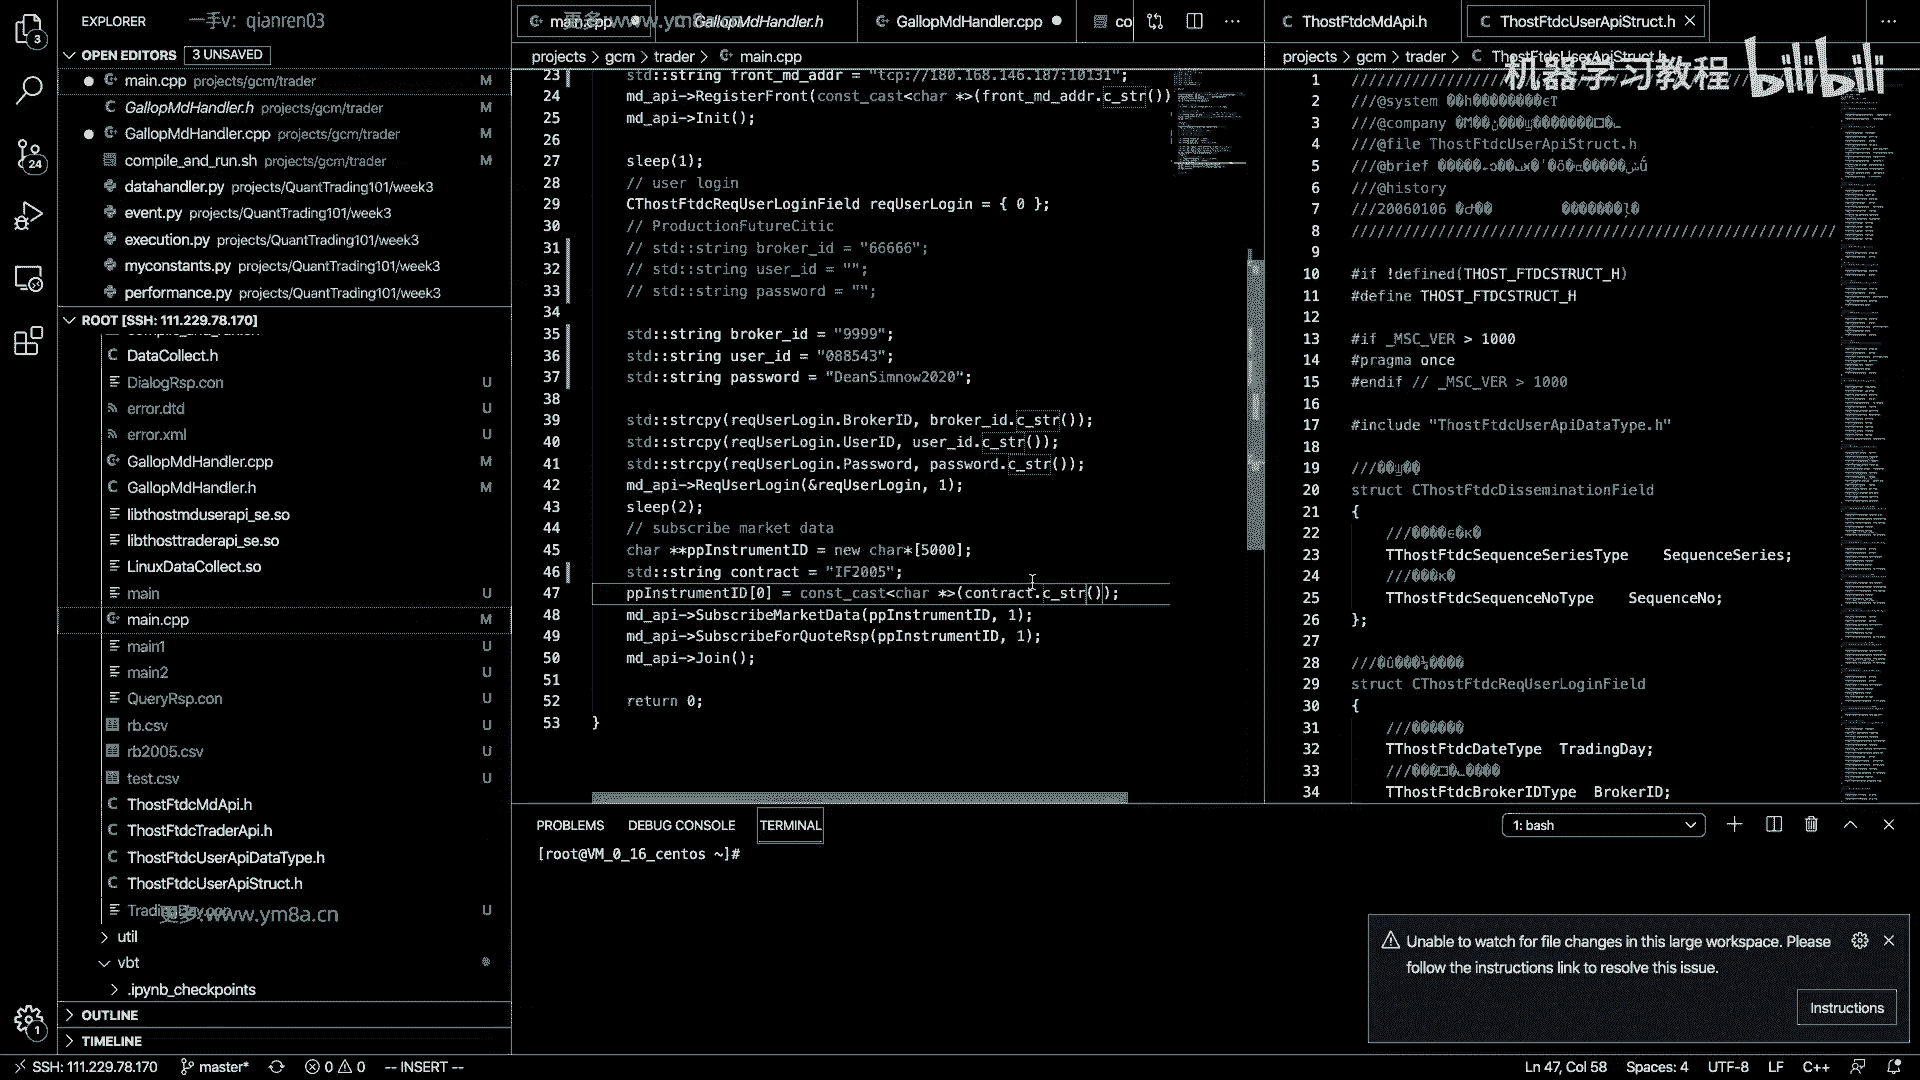 EXPLORER
一手v: qianren03
OPEN EDITORS 3 UNSAVED
main.cpp projects/gcm/trader M
GallopMdHandler.h projects/gcm/trader M
GallopMdHandler.cpp projects/gcm/trader M
compile_and_run.sh projects/gcm/trader M
datahandler.py projects/QuantTrading101/week3
event.py projects/QuantTrading101/week3
execution.py projects/QuantTrading101/week3
myconstants.py projects/QuantTrading101/week3
performance.py projects/QuantTrading101/week3
ROOT [SSH: 111.229.78.170]
DataCollect.h
DialogRsp.con U
error.dtd U
error.xml U
GallopMdHandler.cpp M
GallopMdHandler.h M
libthostmduserapi_se.so
libthosttraderapi_se.so
LinuxDataCollect.so
main U
main.cpp M
main1 U
main2 U
QueryRsp.con U
rb.csv U
rb2005.csv U
test.csv U
ThostFtdcMdApi.h
ThostFtdcTraderApi.h
ThostFtdcUserApiDataType.h
ThostFtdcUserApiStruct.h
U
更多:www.ym8a.cn
util
vbt
.ipynb_checkpoints
OUTLINE
TIMELINE
main.cpp
GallopMdHandler.h
GallopMdHandler.cpp
co
projects > gcm > trader > main.cpp
23 std::string front_md_addr = "tcp://180.168.146.187:10131";
24 md_api->RegisterFront(const_cast<char *>(front_md_addr.c_str())
25 md_api->Init();
26
27 sleep(1);
28 // user login
29 CThostFtdcReqUserLoginField reqUserLogin = { 0 };
30 // ProductionFutureCitic
31 // std::string broker_id = "66666";
32 // std::string user_id = "";
33 // std::string password = "";
34
35 std::string broker_id = "9999";
36 std::string user_id = "088543";
37 std::string password = "DeanSimnow2020";
38
39 std::strcpy(reqUserLogin.BrokerID, broker_id.c_str());
40 std::strcpy(reqUserLogin.UserID, user_id.c_str());
41 std::strcpy(reqUserLogin.Password, password.c_str());
42 md_api->ReqUserLogin(&reqUserLogin, 1);
43 sleep(2);
44 // subscribe market data
45 char **ppInstrumentID = new char*[5000];
46 std::string contract = "IF2005";
47 ppInstrumentID[0] = const_cast<char *>(contract.c_str());
48 md_api->SubscribeMarketData(ppInstrumentID, 1);
49 md_api->SubscribeForQuoteRsp(ppInstrumentID, 1);
50 md_api->Join();
51
52 return 0;
53 }
ThostFtdcMdApi.h
ThostFtdcUserApiStruct.h
projects > gcm > trader > ThostFtdcUserApiStruct.h
机器学习教程 bilibili
1
2 ///@system
3 ///@company
4 ///@file ThostFtdcUserApiStruct.h
5 ///@brief
6 ///@history
7 ///20060106
8 ////////////////////////////////////////////////////////
9
10 #if !defined(THOST_FTDCSTRUCT_H)
11 #define THOST_FTDCSTRUCT_H
12
13 #if _MSC_VER > 1000
14 #pragma once
15 #endif // _MSC_VER > 1000
16
17 #include "ThostFtdcUserApiDataType.h"
18
19 ///
20 struct CThostFtdcDisseminationField
21 {
22 ///
23 TThostFtdcSequenceSeriesType SequenceSeries;
24 ///
25 TThostFtdcSequenceNoType SequenceNo;
26 };
27
28 ///
29 struct CThostFtdcReqUserLoginField
30 {
31 ///
32 TThostFtdcDateType TradingDay;
33 ///
34 TThostFtdcBrokerIDType BrokerID;
PROBLEMS DEBUG CONSOLE TERMINAL
1: bash
[root@VM_0_16_centos ~]#
Unable to watch for file changes in this large workspace. Please
follow the instructions link to resolve this issue.
Instructions
SSH: 111.229.78.170 master* 0 0 -- INSERT --
Ln 47, Col 58 Spaces: 4 UTF-8 LF C++